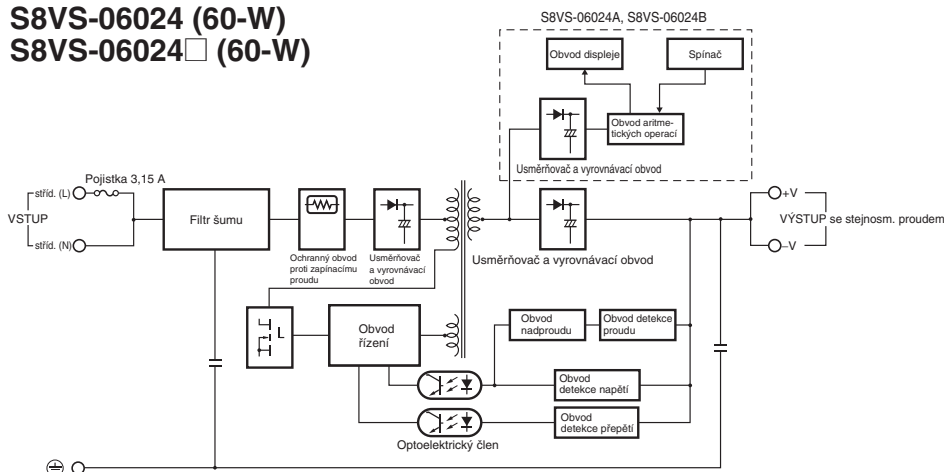 S8VS-06024 (60-W)
S8VS-06024□ (60-W)
S8VS-06024A, S8VS-06024B
Obvod displeje
Spínač
Obvod aritme-
tických operací
Usměrňovač a vyrovnávací obvod
Pojistka 3,15 A
stříd. (L)
VSTUP
stříd. (N)
Filtr šumu
Ochranný obvod
proti zapínacímu
proudu
Usměrňovač
a vyrovnávací
obvod
Usměrňovač a vyrovnávací obvod
+V
VÝSTUP se stejnosm. proudem
–V
Obvod
řízení
Obvod
nadproudu
Obvod detekce
proudu
Obvod
detekce napětí
Obvod
detekce přepětí
Optoelektrický člen